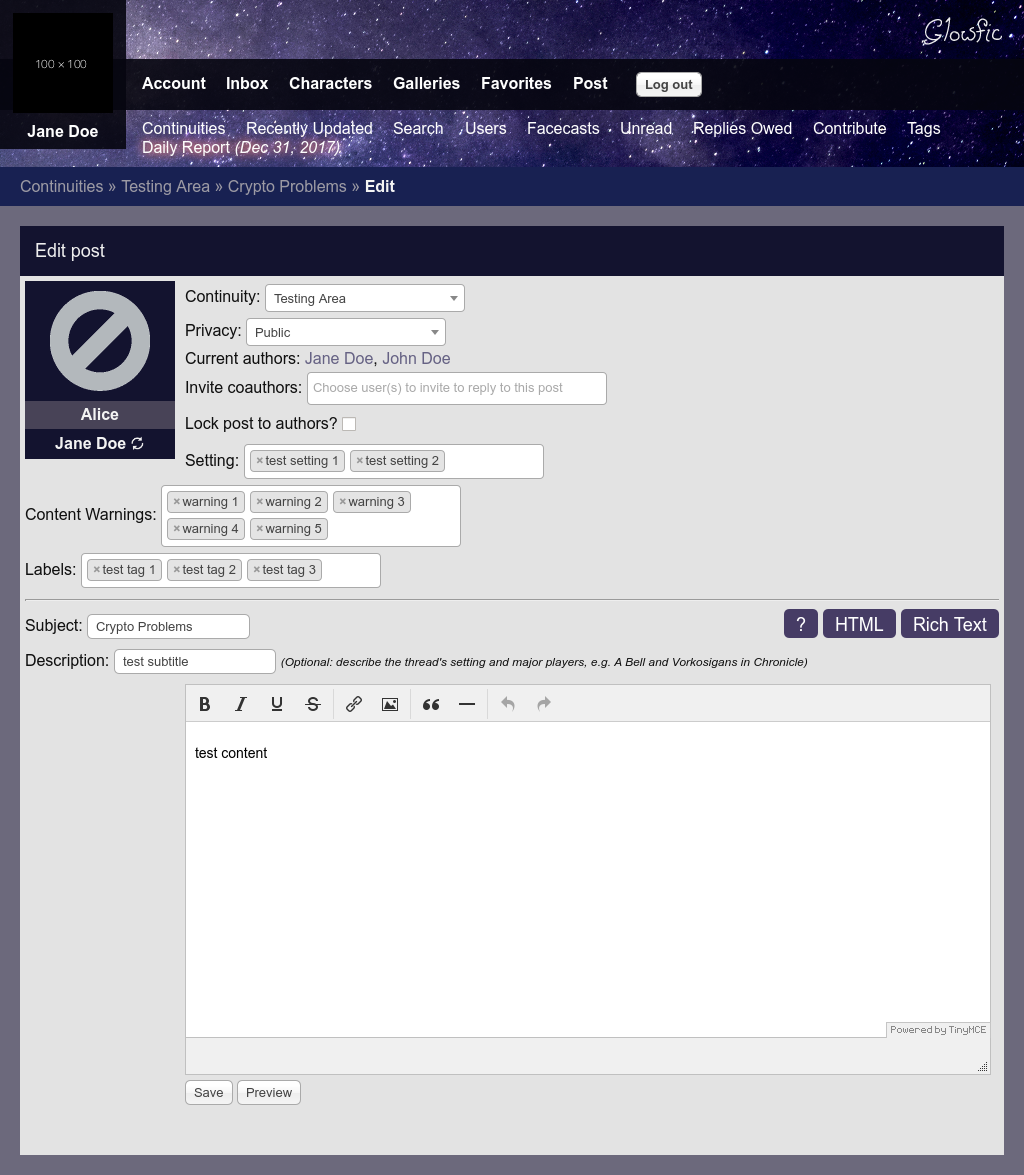 Glowfic
100 × 100
Account Inbox Characters Galleries Favorites Post Log out
Jane Doe
Continuities Recently Updated Search Users Facecasts Unread Replies Owed Contribute Tags
Daily Report (Dec 31, 2017)
Continuities » Testing Area » Crypto Problems » Edit
Edit post
Continuity: Testing Area
Privacy: Public
Current authors: Jane Doe, John Doe
Invite coauthors: Choose user(s) to invite to reply to this post
Alice
Lock post to authors?
Jane Doe
Setting: ×test setting 1 ×test setting 2
Content Warnings: ×warning 1 ×warning 2 ×warning 3
×warning 4 ×warning 5
Labels: ×test tag 1 ×test tag 2 ×test tag 3
Subject: Crypto Problems ? HTML Rich Text
Description: test subtitle (Optional: describe the thread's setting and major players, e.g. A Bell and Vorkosigans in Chronicle)
B I U S
test content
Powered by TinyMCE
Save Preview